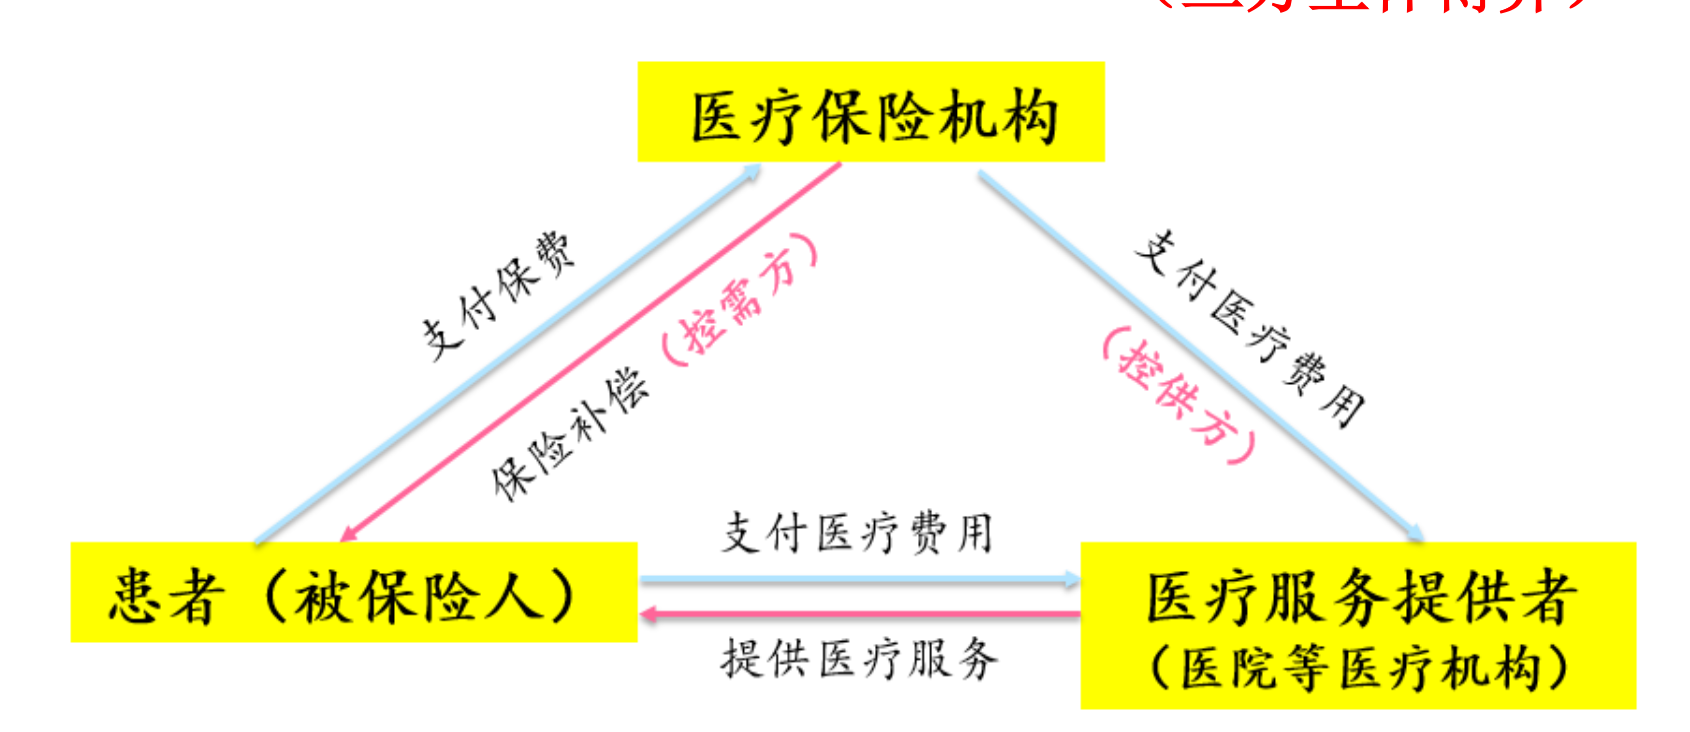 医疗保险机构
支付保费
保险补偿（控需方）
支付医疗费用
（控供方）
支付医疗费用
患者（被保险人）
提供医疗服务
医疗服务提供者
（医院等医疗机构）